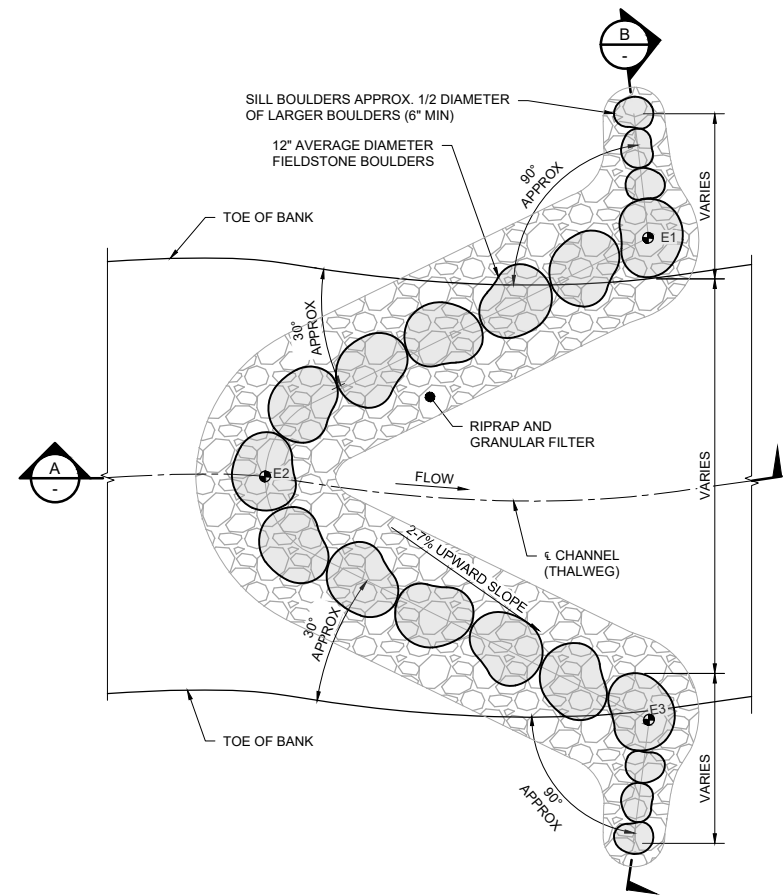 B
-
SILL BOULDERS APPROX. 1/2 DIAMETER
OF LARGER BOULDERS (6" MIN)
12" AVERAGE DIAMETER
FIELDSTONE BOULDERS
90°
APPROX
VARIES
TOE OF BANK
E1
30°
APPROX
RIPRAP AND
GRANULAR FILTER
A
-
E2
FLOW
VARIES
℄ CHANNEL
(THALWEG)
2-7% UPWARD SLOPE
30°
APPROX
E3
TOE OF BANK
90°
APPROX
VARIES